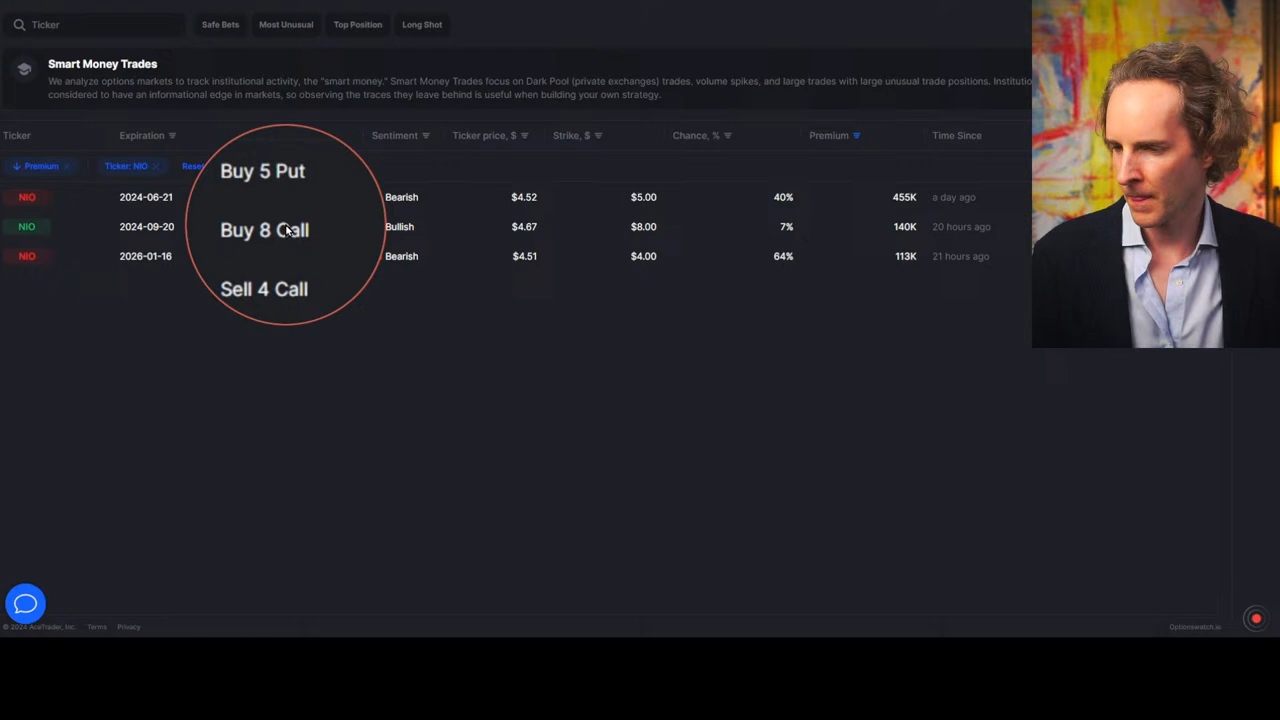 Ticker Safe Bets Most Unusual Top Position Long Shot
Smart Money Trades
We analyze options markets to track institutional activity, the "smart money." Smart Money Trades focus on Dark Pool (private exchanges) trades, volume spikes, and large trades with large unusual trade positions. Institutio
considered to have an informational edge in markets, so observing the traces they leave behind is useful when building your own strategy.
Ticker Expiration Sentiment Ticker price, $ Strike, $ Chance, % Premium Time Since
Premium Ticker: NIO Rese
NIO 2024-06-21 Buy 5 Put Bearish $4.52 $5.00 40% 455K a day ago
NIO 2024-09-20 Buy 8 Call Bullish $4.67 $8.00 7% 140K 20 hours ago
NIO 2026-01-16 Sell 4 Call Bearish $4.51 $4.00 64% 113K 21 hours ago
© 2024 AceTrader, Inc. Terms Privacy Optionswatch.io